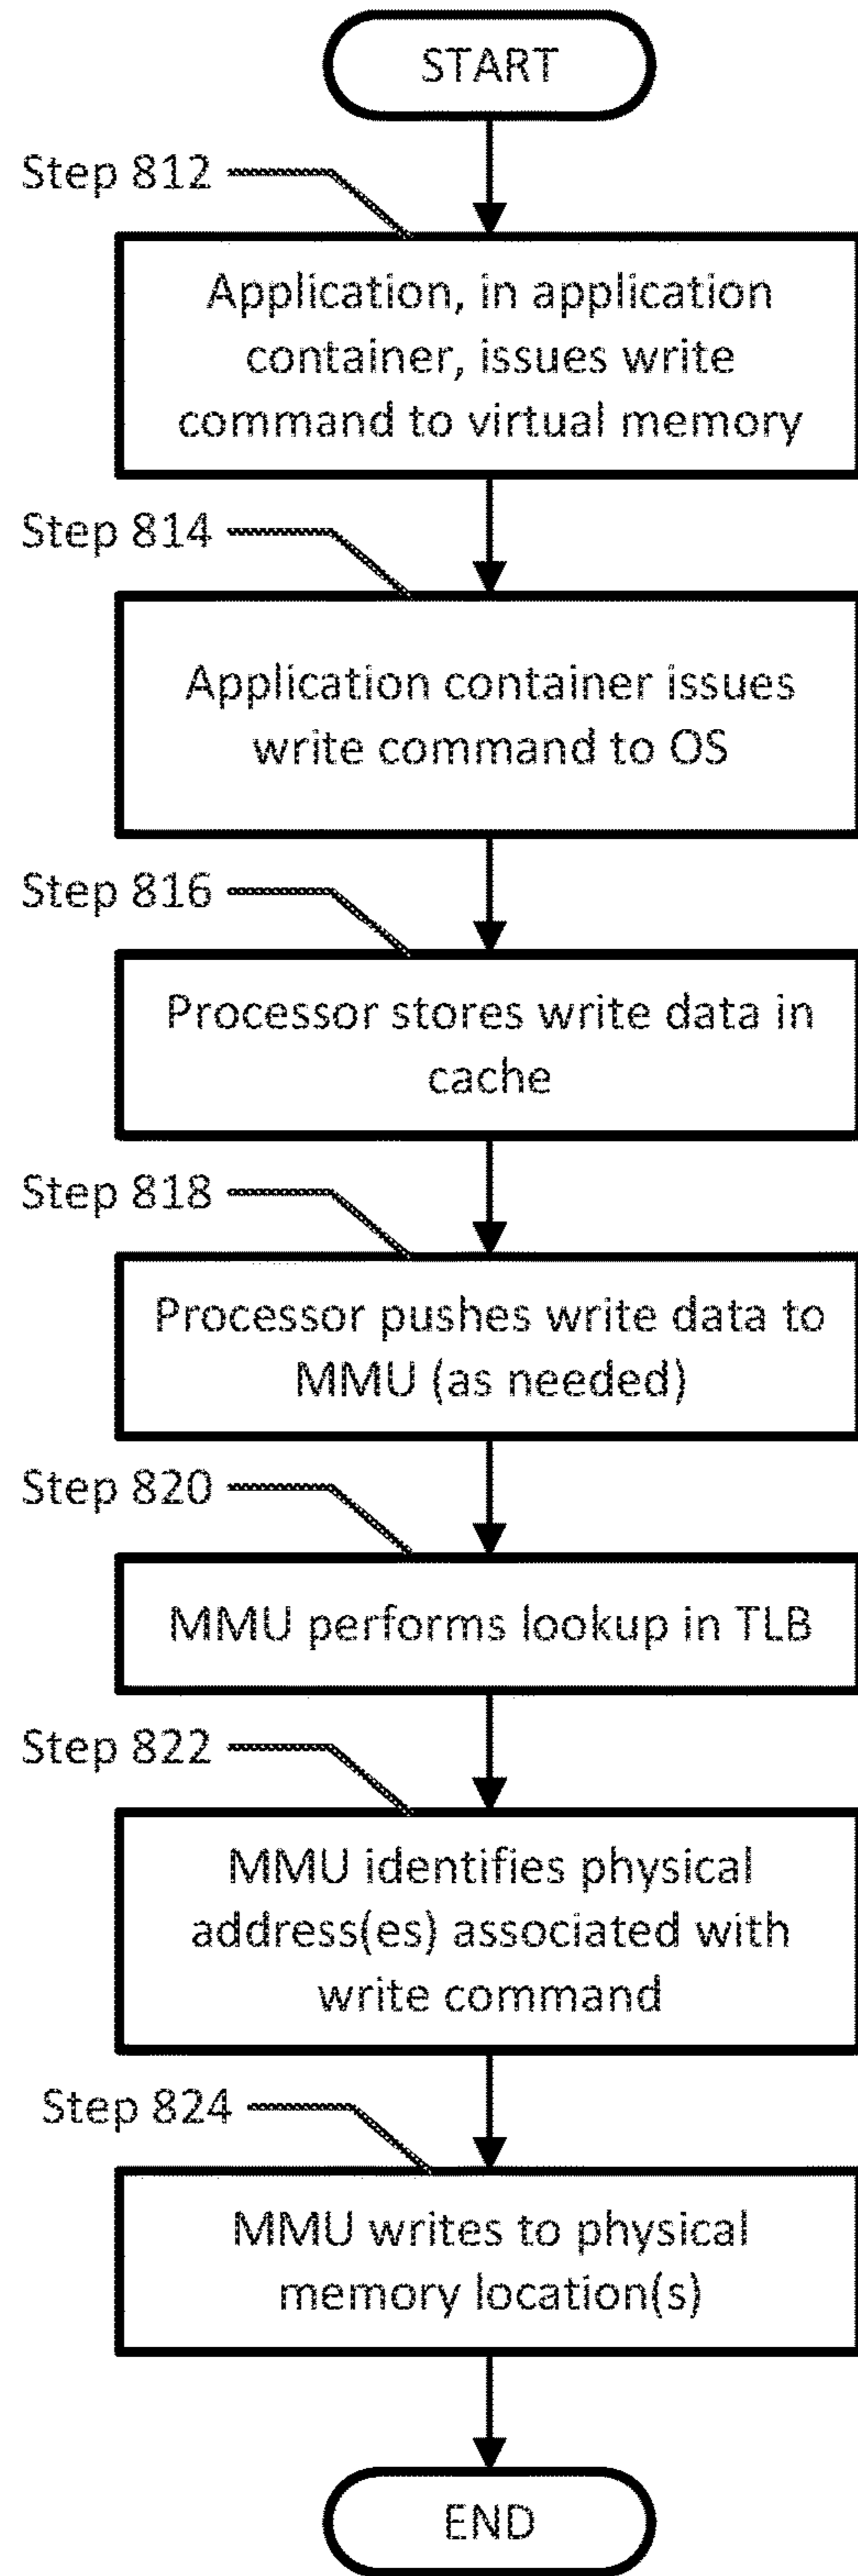 START
Step 812
Application, in application
container, issues write
command to virtual memory
Step 814
Application container issues
write command to OS
Step 816
Processor stores write data in
cache
Step 818
Processor pushes write data to
MMU (as needed)
Step 820
MMU performs lookup in TLB
Step 822
MMU identifies physical
address(es) associated with
write command
Step 824
MMU writes to physical
memory location(s)
END